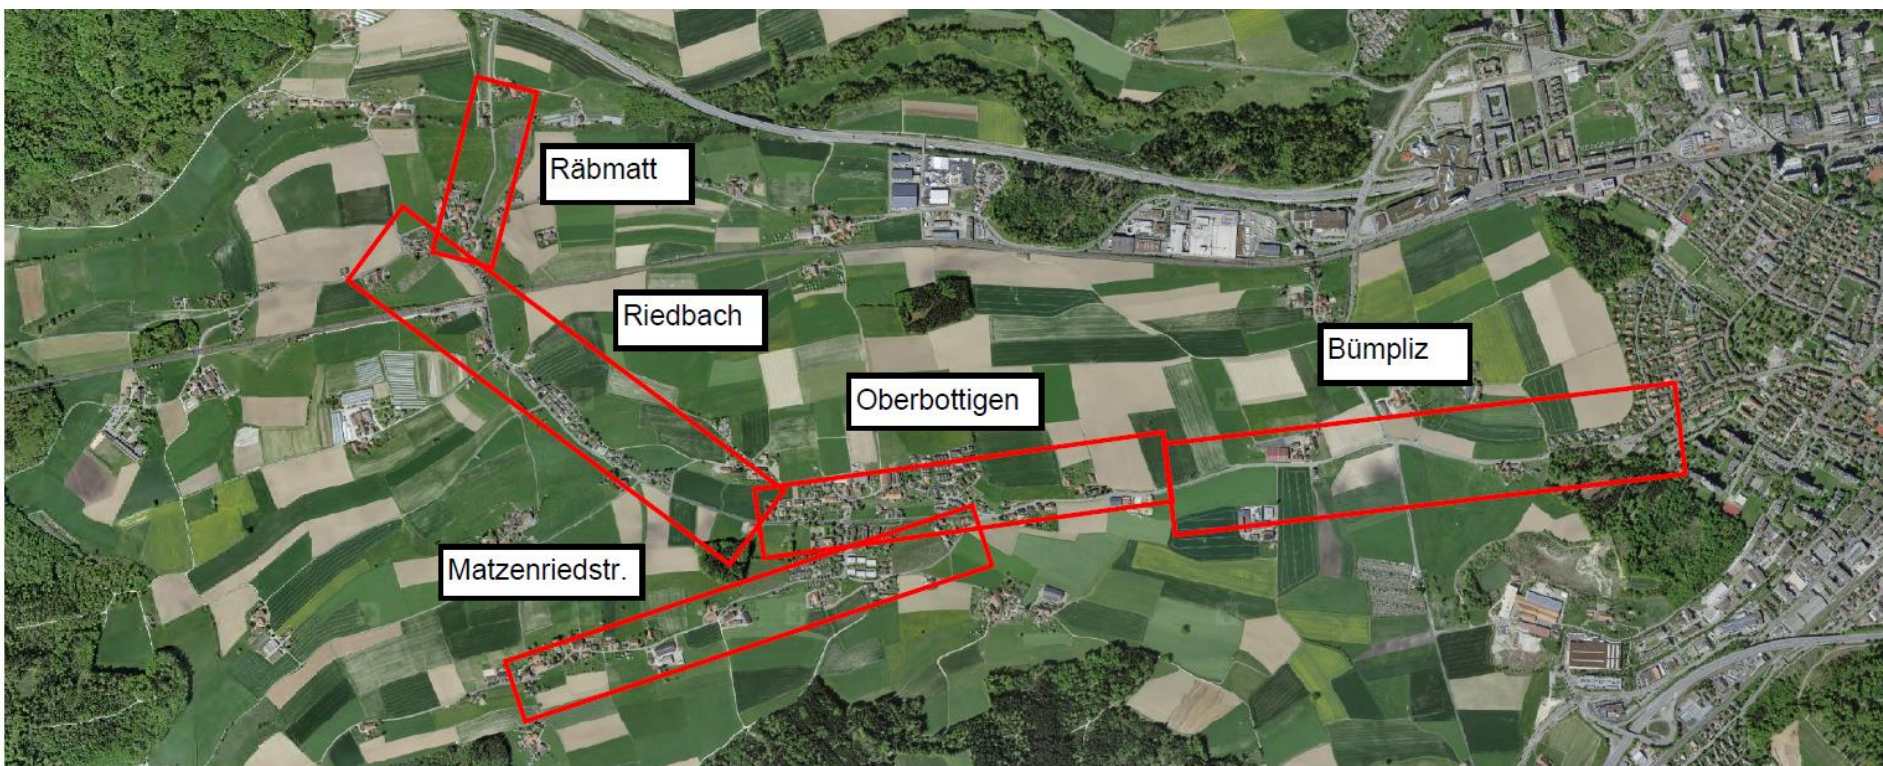 Räbmatt
Riedbach
Bümpliz
Oberbottigen
Matzenriedstr.